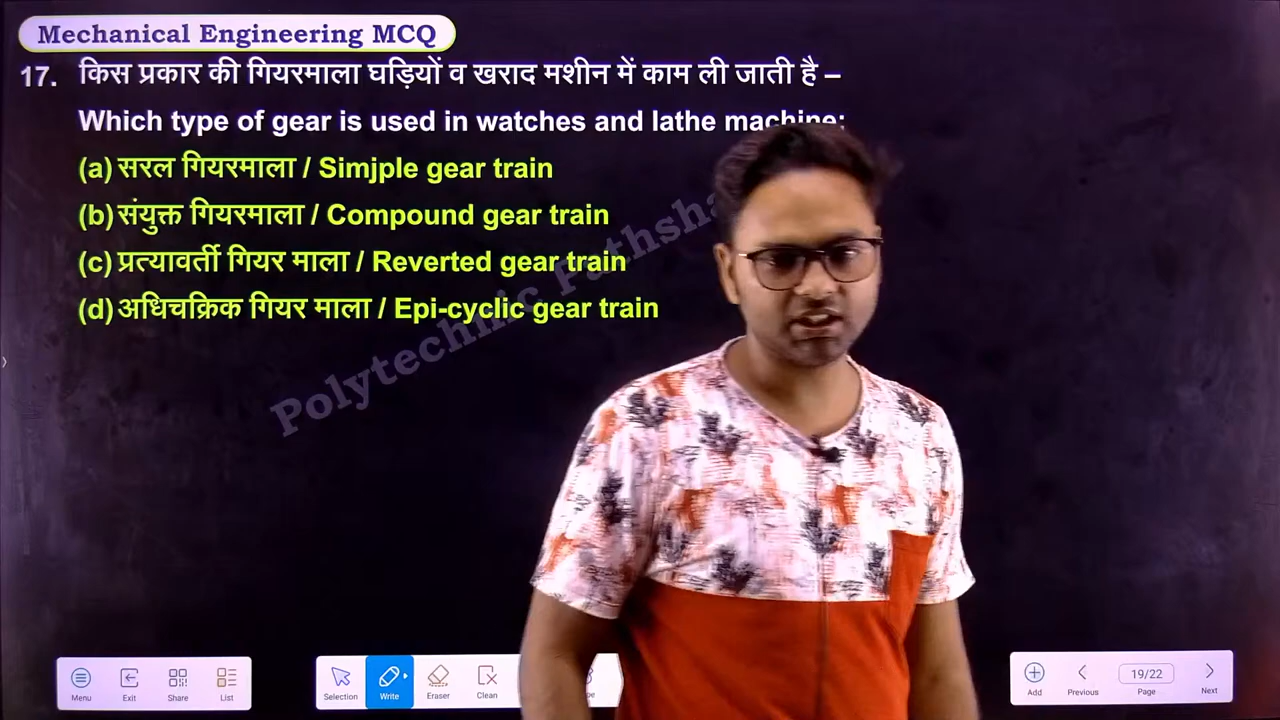 Mechanical Engineering MCQ
17. किस प्रकार की गियरमाला घड़ियों व खराद मशीन में काम ली जाती है –
Which type of gear is used in watches and lathe machine:
(a) सरल गियरमाला / Simjple gear train
(b) संयुक्त गियरमाला / Compound gear train
(c) प्रत्यावर्ती गियर माला / Reverted gear train
(d) अधिचक्रिक गियर माला / Epi-cyclic gear train
Polytechnic
Menu Exit Share List Selection Write Eraser Clean Add Previous 19/22 Page Next